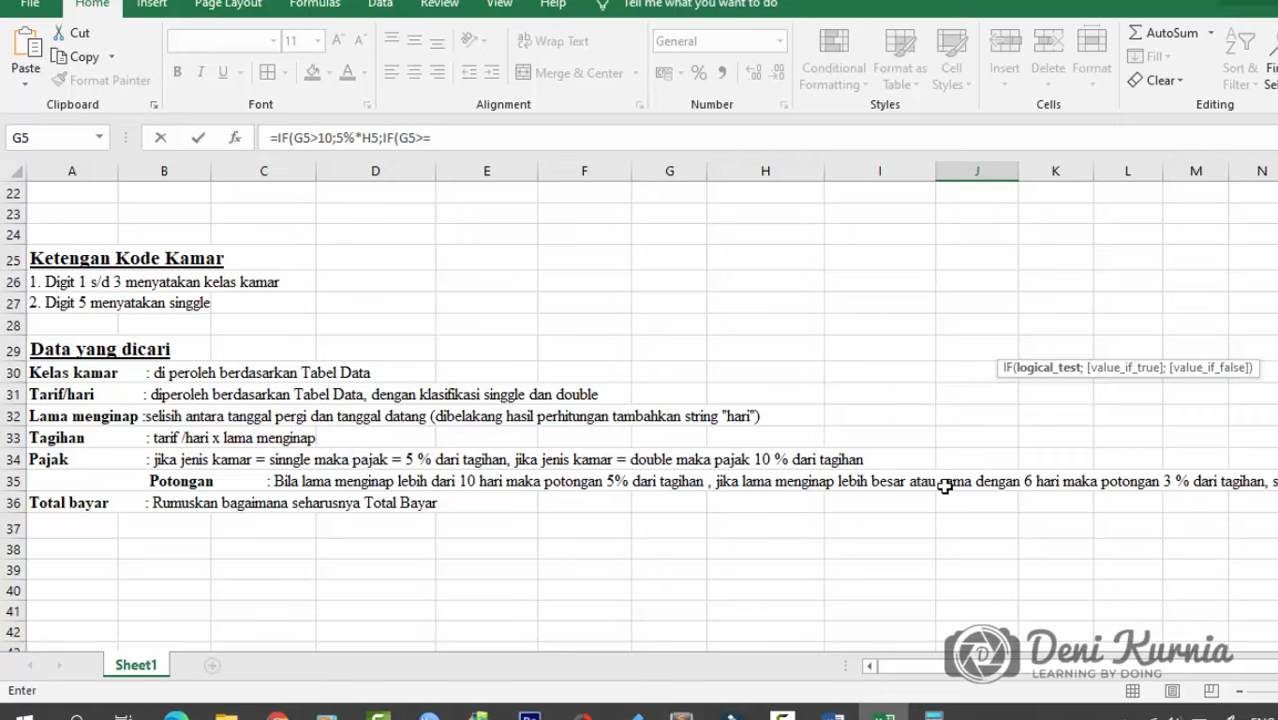 File Home Insert Page Layout Formulas Data Review View Help Tell me what you want to do
Paste
Cut
Copy
Format Painter
Clipboard
11
A A
B I U A
Font
Wrap Text
Merge & Center
Alignment
General
% , 
Number
Conditional Formatting
Format as Table
Cell Styles
Styles
Insert Delete Format
Cells
AutoSum
Fill
Clear
Sort &
Filter
Editing
G5 fx =IF(G5>10;5%*H5;IF(G5>=
A B C D E F G H I J K L M N
22
23
24
25 Ketengan Kode Kamar
26 1. Digit 1 s/d 3 menyatakan kelas kamar
27 2. Digit 5 menyatakan singgle
28
29 Data yang dicari
IF(logical_test; [value_if_true]; [value_if_false])
30 Kelas kamar : di peroleh berdasarkan Tabel Data
31 Tarif/hari : diperoleh berdasarkan Tabel Data, dengan klasifikasi singgle dan double
32 Lama menginap :selisih antara tanggal pergi dan tanggal datang (dibelakang hasil perhitungan tambahkan string "hari")
33 Tagihan : tarif /hari x lama menginap
34 Pajak : jika jenis kamar = sinngle maka pajak = 5 % dari tagihan, jika jenis kamar = double maka pajak 10 % dari tagihan
35 Potongan : Bila lama menginap lebih dari 10 hari maka potongan 5% dari tagihan , jika lama menginap lebih besar atau sama dengan 6 hari maka potongan 3 % dari tagihan, s
36 Total bayar : Rumuskan bagaimana seharusnya Total Bayar
37
38
39
40
41
42
Deni Kurnia
LEARNING BY DOING
Sheet1
Enter